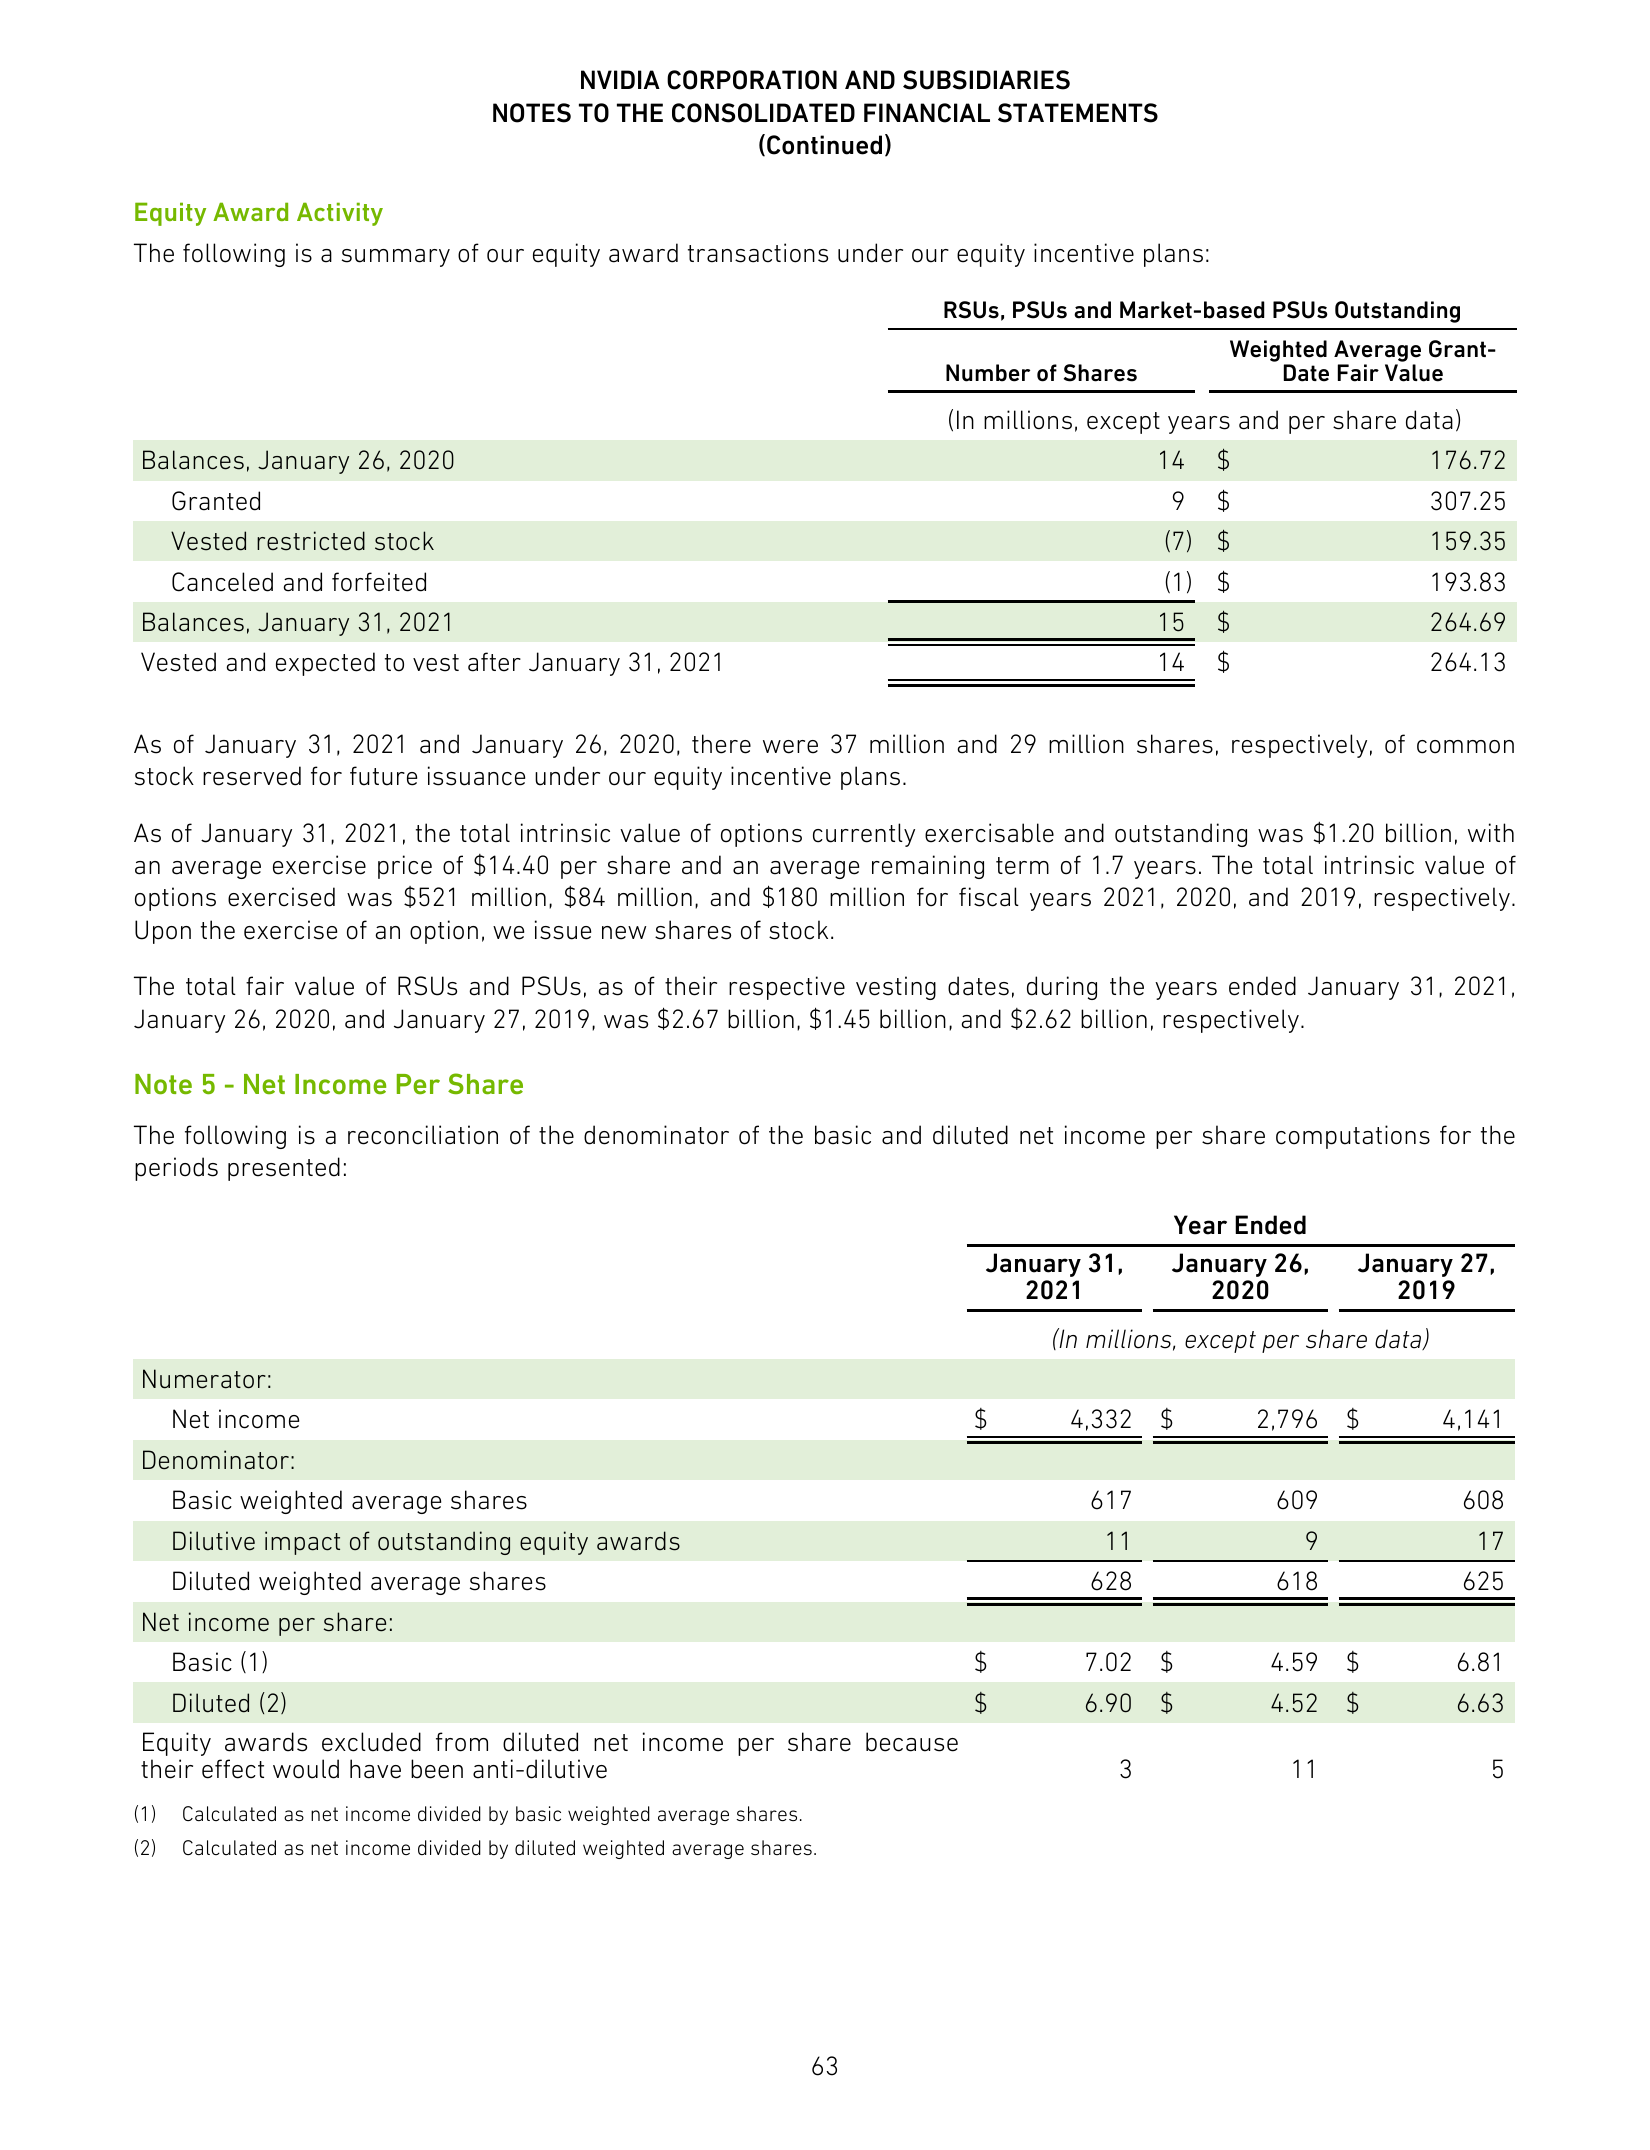 NVIDIA CORPORATION AND SUBSIDIARIES
NOTES TO THE CONSOLIDATED FINANCIAL STATEMENTS
(Continued)
Equity Award Activity
The following is a summary of our equity award transactions under our equity incentive plans:
RSUs, PSUs and Market-based PSUs Outstanding
Number of Shares Weighted Average Grant-
Date Fair Value
(In millions, except years and per share data)
Balances, January 26, 2020 14 $ 176.72
Granted 9 $ 307.25
Vested restricted stock (7) $ 159.35
Canceled and forfeited (1) $ 193.83
Balances, January 31, 2021 15 $ 264.69
Vested and expected to vest after January 31, 2021 14 $ 264.13
As of January 31, 2021 and January 26, 2020, there were 37 million and 29 million shares, respectively, of common
stock reserved for future issuance under our equity incentive plans.
As of January 31, 2021, the total intrinsic value of options currently exercisable and outstanding was $1.20 billion, with
an average exercise price of $14.40 per share and an average remaining term of 1.7 years. The total intrinsic value of
options exercised was $521 million, $84 million, and $180 million for fiscal years 2021, 2020, and 2019, respectively.
Upon the exercise of an option, we issue new shares of stock.
The total fair value of RSUs and PSUs, as of their respective vesting dates, during the years ended January 31, 2021,
January 26, 2020, and January 27, 2019, was $2.67 billion, $1.45 billion, and $2.62 billion, respectively.
Note 5 - Net Income Per Share
The following is a reconciliation of the denominator of the basic and diluted net income per share computations for the
periods presented:
Year Ended
January 31, January 26, January 27,
2021 2020 2019
(In millions, except per share data)
Numerator:
Net income $ 4,332 $ 2,796 $ 4,141
Denominator:
Basic weighted average shares 617 609 608
Dilutive impact of outstanding equity awards 11 9 17
Diluted weighted average shares 628 618 625
Net income per share:
Basic (1) $ 7.02 $ 4.59 $ 6.81
Diluted (2) $ 6.90 $ 4.52 $ 6.63
Equity awards excluded from diluted net income per share because
their effect would have been anti-dilutive 3 11 5
(1) Calculated as net income divided by basic weighted average shares.
(2) Calculated as net income divided by diluted weighted average shares.
63